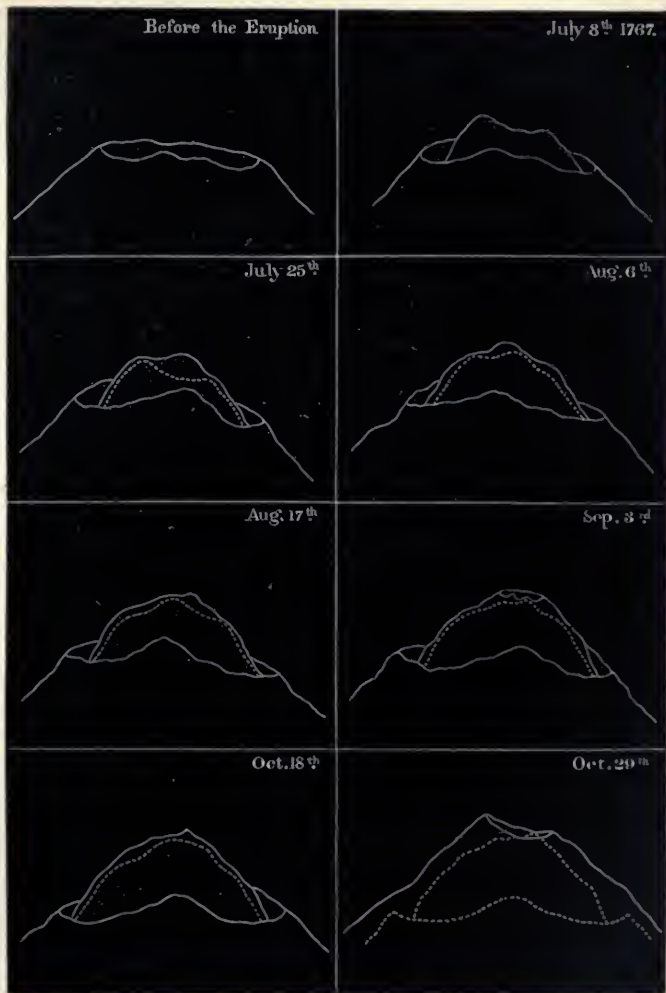 Before the Eruption
July 8th 1767.
July 25th
Aug. 6th
Aug. 17th
Sep. 3rd
Oct. 18th
Oct. 29th